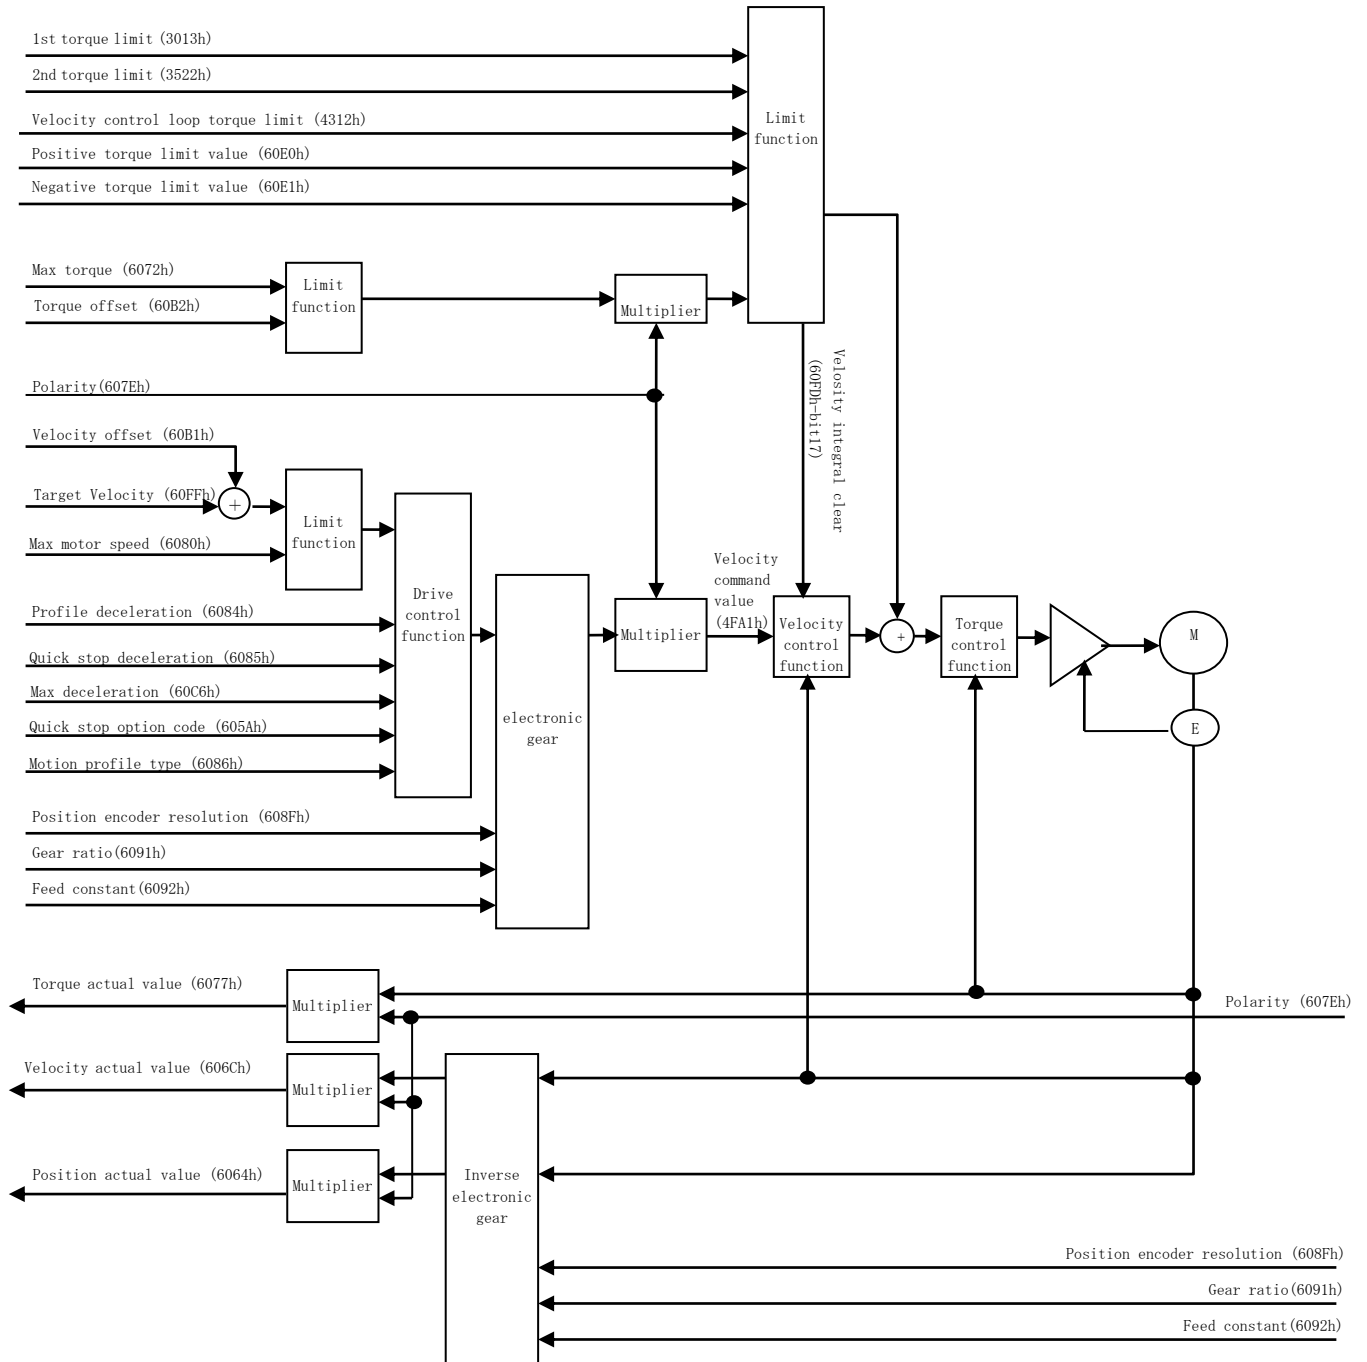 1st torque limit (3013h)
2nd torque limit (3522h)
Velocity control loop torque limit (4312h)
Positive torque limit value (60E0h)
Negative torque limit value (60E1h)
Limit
function
Max torque (6072h)
Torque offset (60B2h)
Limit
function
Multiplier
Polarity(607Eh)
Velosity integral clear
(60FDh-bit17)
Velocity offset (60B1h)
Target Velocity (60FFh)
+
Max motor speed (6080h)
Limit
function
Profile deceleration (6084h)
Quick stop deceleration (6085h)
Max deceleration (60C6h)
Quick stop option code (605Ah)
Motion profile type (6086h)
Drive
control
function
Position encoder resolution (608Fh)
Gear ratio(6091h)
Feed constant(6092h)
electronic
gear
Multiplier
Velocity
command
value
(4FA1h)
Velocity
control
function
+
Torque
control
function
M
E
Torque actual value (6077h)
Multiplier
Polarity (607Eh)
Velocity actual value (606Ch)
Multiplier
Position actual value (6064h)
Multiplier
Inverse
electronic
gear
Position encoder resolution (608Fh)
Gear ratio(6091h)
Feed constant(6092h)